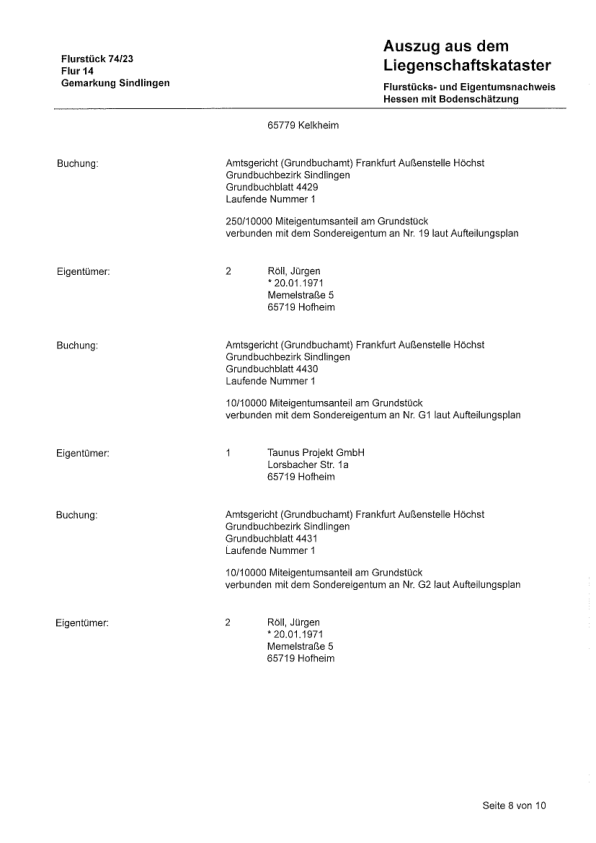 Flurstück 74/23
Flur 14
Gemarkung Sindlingen
Auszug aus dem
Liegenschaftskataster
Flurstücks- und Eigentumsnachweis
Hessen mit Bodenschätzung
65779 Kelkheim
Buchung: Amtsgericht (Grundbuchamt) Frankfurt Außenstelle Höchst
Grundbuchbezirk Sindlingen
Grundbuchblatt 4429
Laufende Nummer 1
250/10000 Miteigentumsanteil am Grundstück
verbunden mit dem Sondereigentum an Nr. 19 laut Aufteilungsplan
Eigentümer: 2 Röll, Jürgen
* 20.01.1971
Memelstraße 5
65719 Hofheim
Buchung: Amtsgericht (Grundbuchamt) Frankfurt Außenstelle Höchst
Grundbuchbezirk Sindlingen
Grundbuchblatt 4430
Laufende Nummer 1
10/10000 Miteigentumsanteil am Grundstück
verbunden mit dem Sondereigentum an Nr. G1 laut Aufteilungsplan
Eigentümer: 1 Taunus Projekt GmbH
Lorsbacher Str. 1a
65719 Hofheim
Buchung: Amtsgericht (Grundbuchamt) Frankfurt Außenstelle Höchst
Grundbuchbezirk Sindlingen
Grundbuchblatt 4431
Laufende Nummer 1
10/10000 Miteigentumsanteil am Grundstück
verbunden mit dem Sondereigentum an Nr. G2 laut Aufteilungsplan
Eigentümer: 2 Röll, Jürgen
* 20.01.1971
Memelstraße 5
65719 Hofheim
Seite 8 von 10